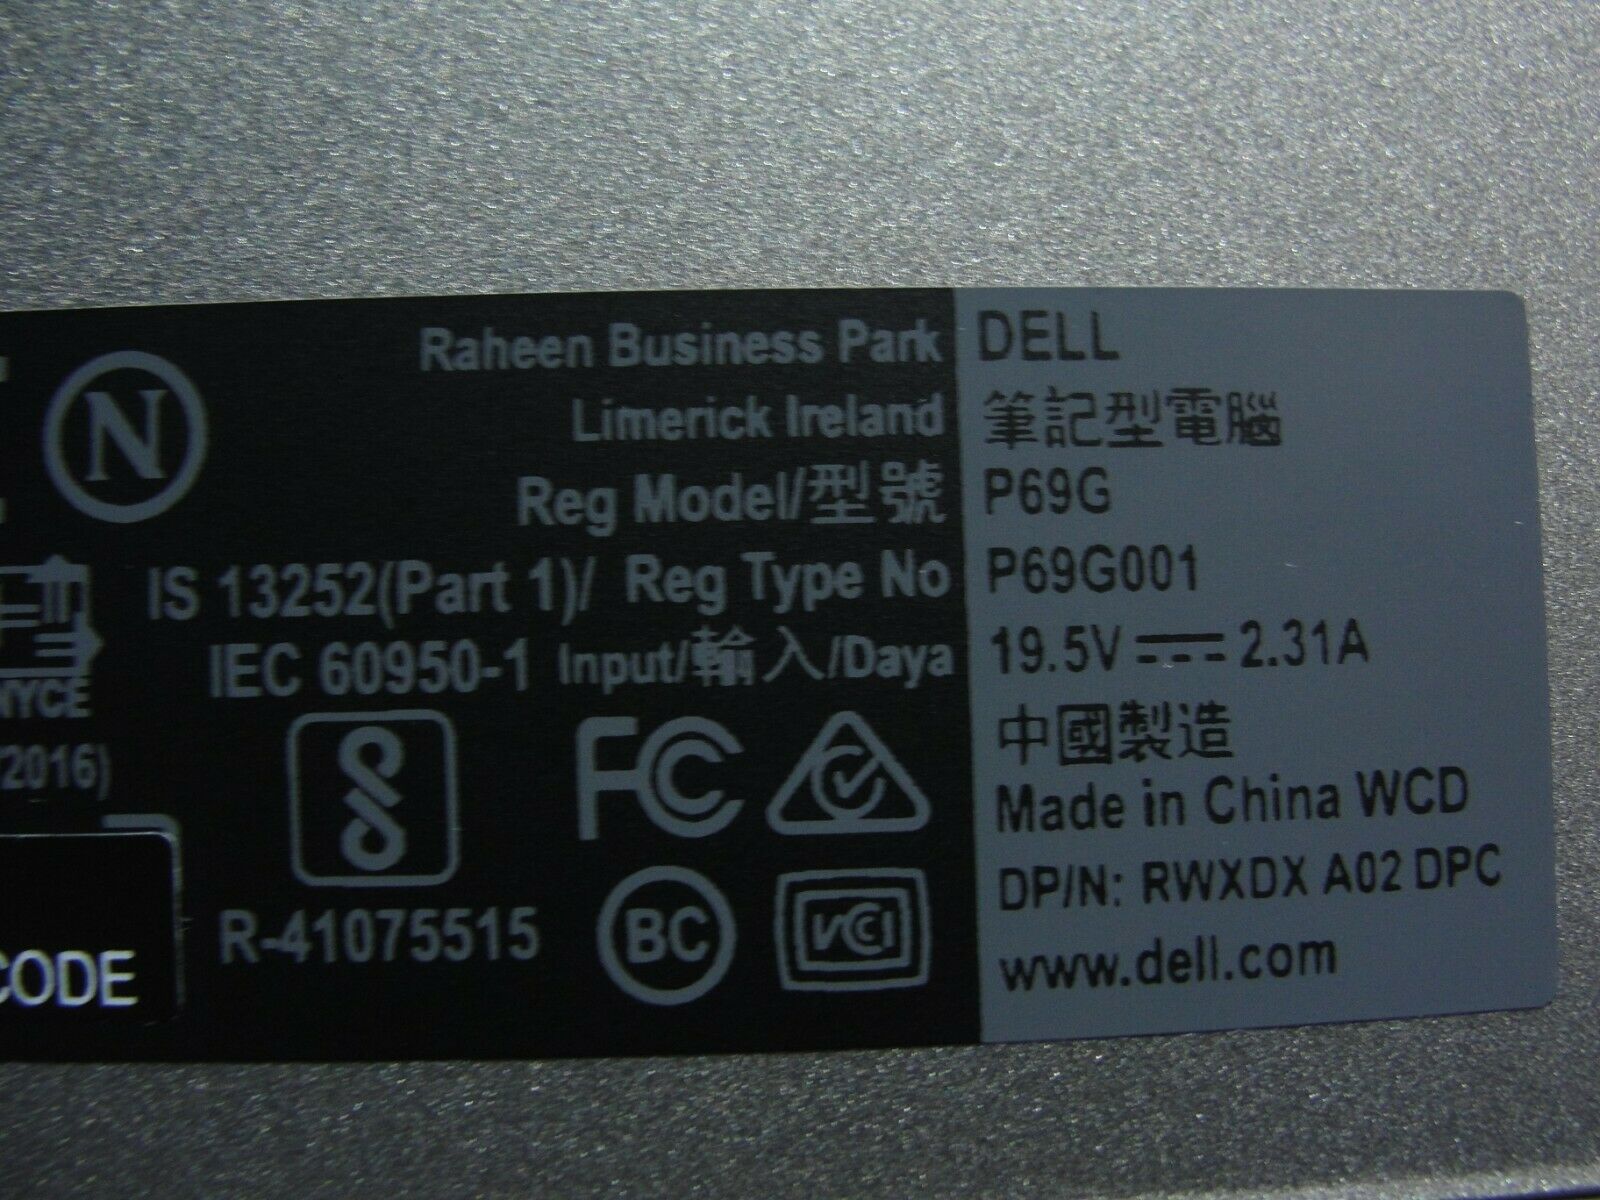 Raheen Business Park DELL
Limerick Ireland 筆記型電腦
Reg Model/型號 P69G
IS 13252(Part 1)/ Reg Type No P69G001
IEC 60950-1 Input/輸入/Daya 19.5V 2.31A
N
NYCE
2016)
中國製造
FC
Made in China WCD
R-41075515
BC
VCCI
DP/N: RWXDX A02 DPC
www.dell.com
CODE